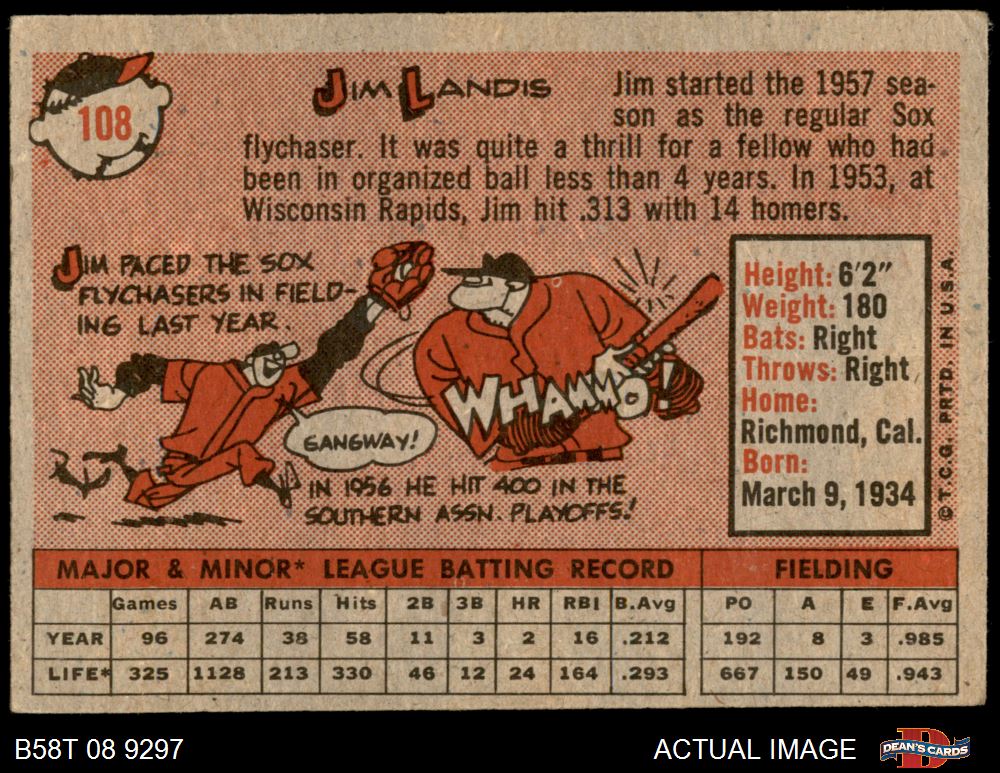 108
JIM LANDIS
Jim started the 1957 sea-
son as the regular Sox
flychaser. It was quite a thrill for a fellow who had
been in organized ball less than 4 years. In 1953, at
Wisconsin Rapids, Jim hit .313 with 14 homers.
JIM PACED THE SOX
FLYCHASERS IN FIELD-
ING LAST YEAR.
GANGWAY!
WHAMMO!
IN 1956 HE HIT 400 IN THE
SOUTHERN ASSN. PLAYOFFS!
Height: 6'2"
Weight: 180
Bats: Right
Throws: Right
Home:
Richmond, Cal.
Born:
March 9, 1934
© T.C.G. PRTD. IN U.S.A.
MAJOR & MINOR* LEAGUE BATTING RECORD FIELDING
Games AB Runs Hits 2B 3B HR RBI B.Avg PO A E F.Avg
YEAR 96 274 38 58 11 3 2 16 .212 192 8 3 .985
LIFE* 325 1128 213 330 46 12 24 164 .293 667 150 49 .943
B58T 08 9297
ACTUAL IMAGE
DEAN'S CARDS